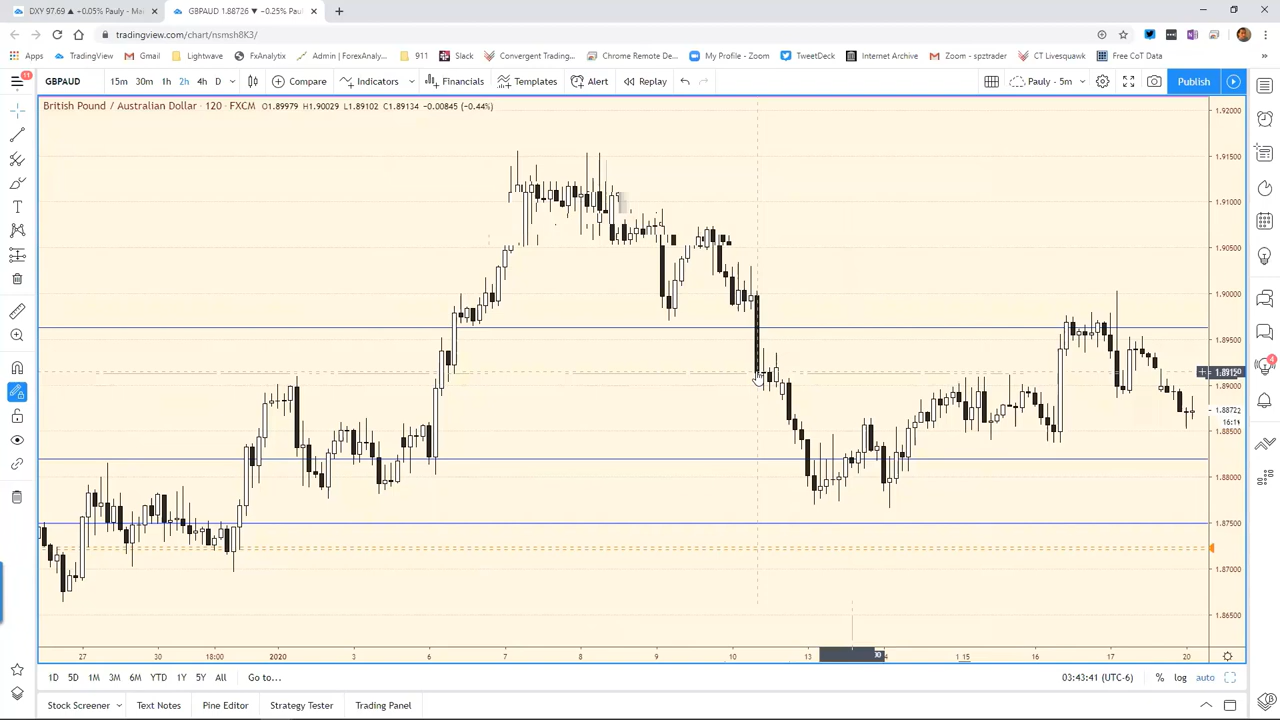 DXY 97.69 ▲ +0.05% Pauly - Mai
GBPAUD 1.88726 ▼ −0.25% Paul
tradingview.com/chart/nsmsh8K3/
Apps TradingView Gmail Lightwave FxAnalytix Admin | ForexAnaly... 911 Slack Convergent Trading... Chrome Remote De... My Profile - Zoom TweetDeck Internet Archive Zoom - spztrader CT Livesquawk Free CoT Data
11
GBPAUD 15m 30m 1h 2h 4h D Compare Indicators Financials Templates Alert Replay Pauly - 5m Publish
British Pound / Australian Dollar · 120 · FXCM O1.89979 H1.90029 L1.89102 C1.89134 −0.00845 (−0.44%)
1.92000
1.91500
1.91000
1.90500
1.90000
1.89500
4
1.89000
1.88722
1.88500
1.88000
1.87500
1.87000
1.86500
27 30 18:00 2020 3 6 7 8 9 10 13 15 16 17 20
1D 5D 1M 3M 6M YTD 1Y 5Y All Go to... 03:43:41 (UTC-6) % log auto
Stock Screener Text Notes Pine Editor Strategy Tester Trading Panel